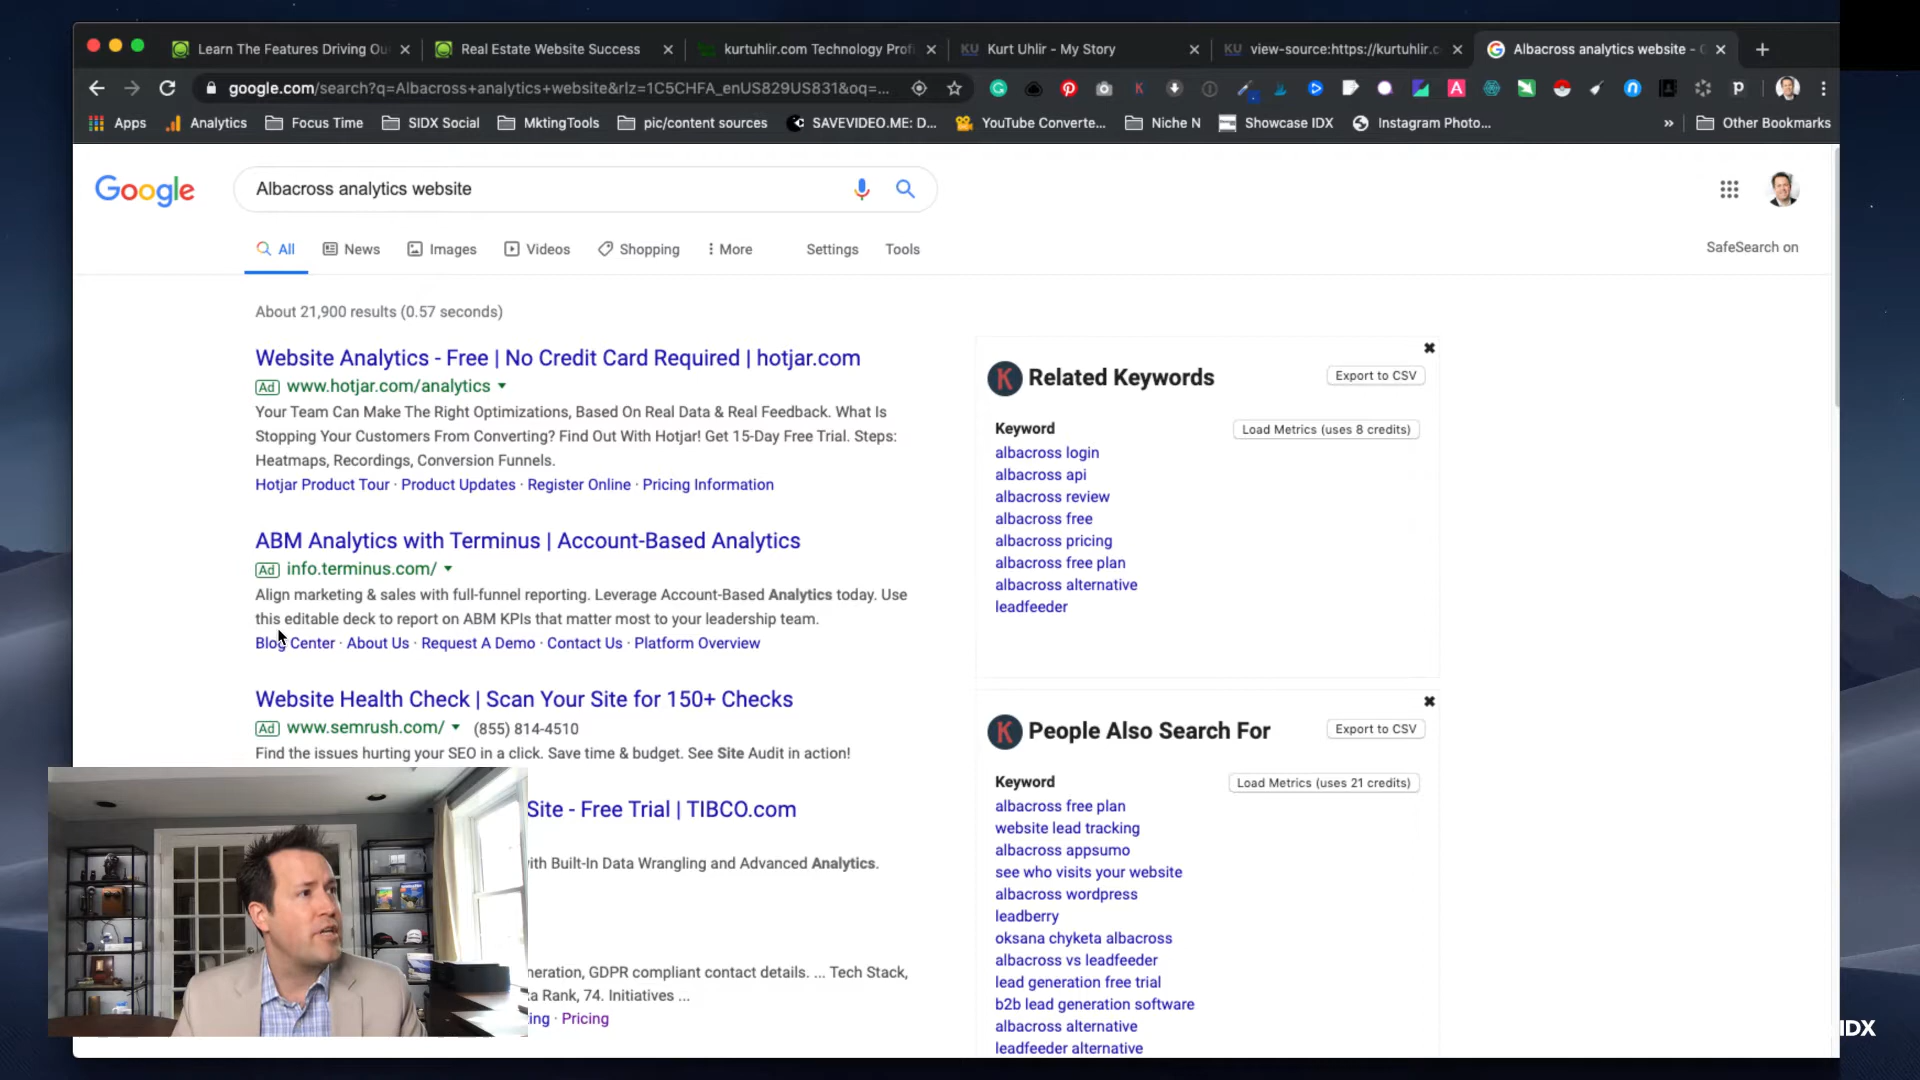 Learn The Features Driving Ou
Real Estate Website Success
kurtuhlir.com Technology Profi
Kurt Uhlir - My Story
view-source:https://kurtuhlir.c
Albacross analytics website -
google.com/search?q=Albacross+analytics+website&rlz=1C5CHFA_enUS829US831&oq=...
Apps
Analytics
Focus Time
SIDX Social
MktingTools
pic/content sources
SAVEVIDEO.ME: D...
YouTube Converte...
Niche N
Showcase IDX
Instagram Photo...
»
Other Bookmarks
Google
Albacross analytics website
All
News
Images
Videos
Shopping
More
Settings
Tools
SafeSearch on
About 21,900 results (0.57 seconds)
Website Analytics - Free | No Credit Card Required | hotjar.com
Ad www.hotjar.com/analytics
Your Team Can Make The Right Optimizations, Based On Real Data & Real Feedback. What Is
Stopping Your Customers From Converting? Find Out With Hotjar! Get 15-Day Free Trial. Steps:
Heatmaps, Recordings, Conversion Funnels.
Hotjar Product Tour · Product Updates · Register Online · Pricing Information
ABM Analytics with Terminus | Account-Based Analytics
Ad info.terminus.com/
Align marketing & sales with full-funnel reporting. Leverage Account-Based Analytics today. Use
this editable deck to report on ABM KPIs that matter most to your leadership team.
Blog Center · About Us · Request A Demo · Contact Us · Platform Overview
Website Health Check | Scan Your Site for 150+ Checks
Ad www.semrush.com/ (855) 814-4510
Find the issues hurting your SEO in a click. Save time & budget. See Site Audit in action!
Site - Free Trial | TIBCO.com
ith Built-In Data Wrangling and Advanced Analytics.
neration, GDPR compliant contact details. ... Tech Stack,
a Rank, 74. Initiatives ...
ing · Pricing
K Related Keywords
Export to CSV
Keyword
Load Metrics (uses 8 credits)
albacross login
albacross api
albacross review
albacross free
albacross pricing
albacross free plan
albacross alternative
leadfeeder
K People Also Search For
Export to CSV
Keyword
Load Metrics (uses 21 credits)
albacross free plan
website lead tracking
albacross appsumo
see who visits your website
albacross wordpress
leadberry
oksana chyketa albacross
albacross vs leadfeeder
lead generation free trial
b2b lead generation software
albacross alternative
leadfeeder alternative
IDX